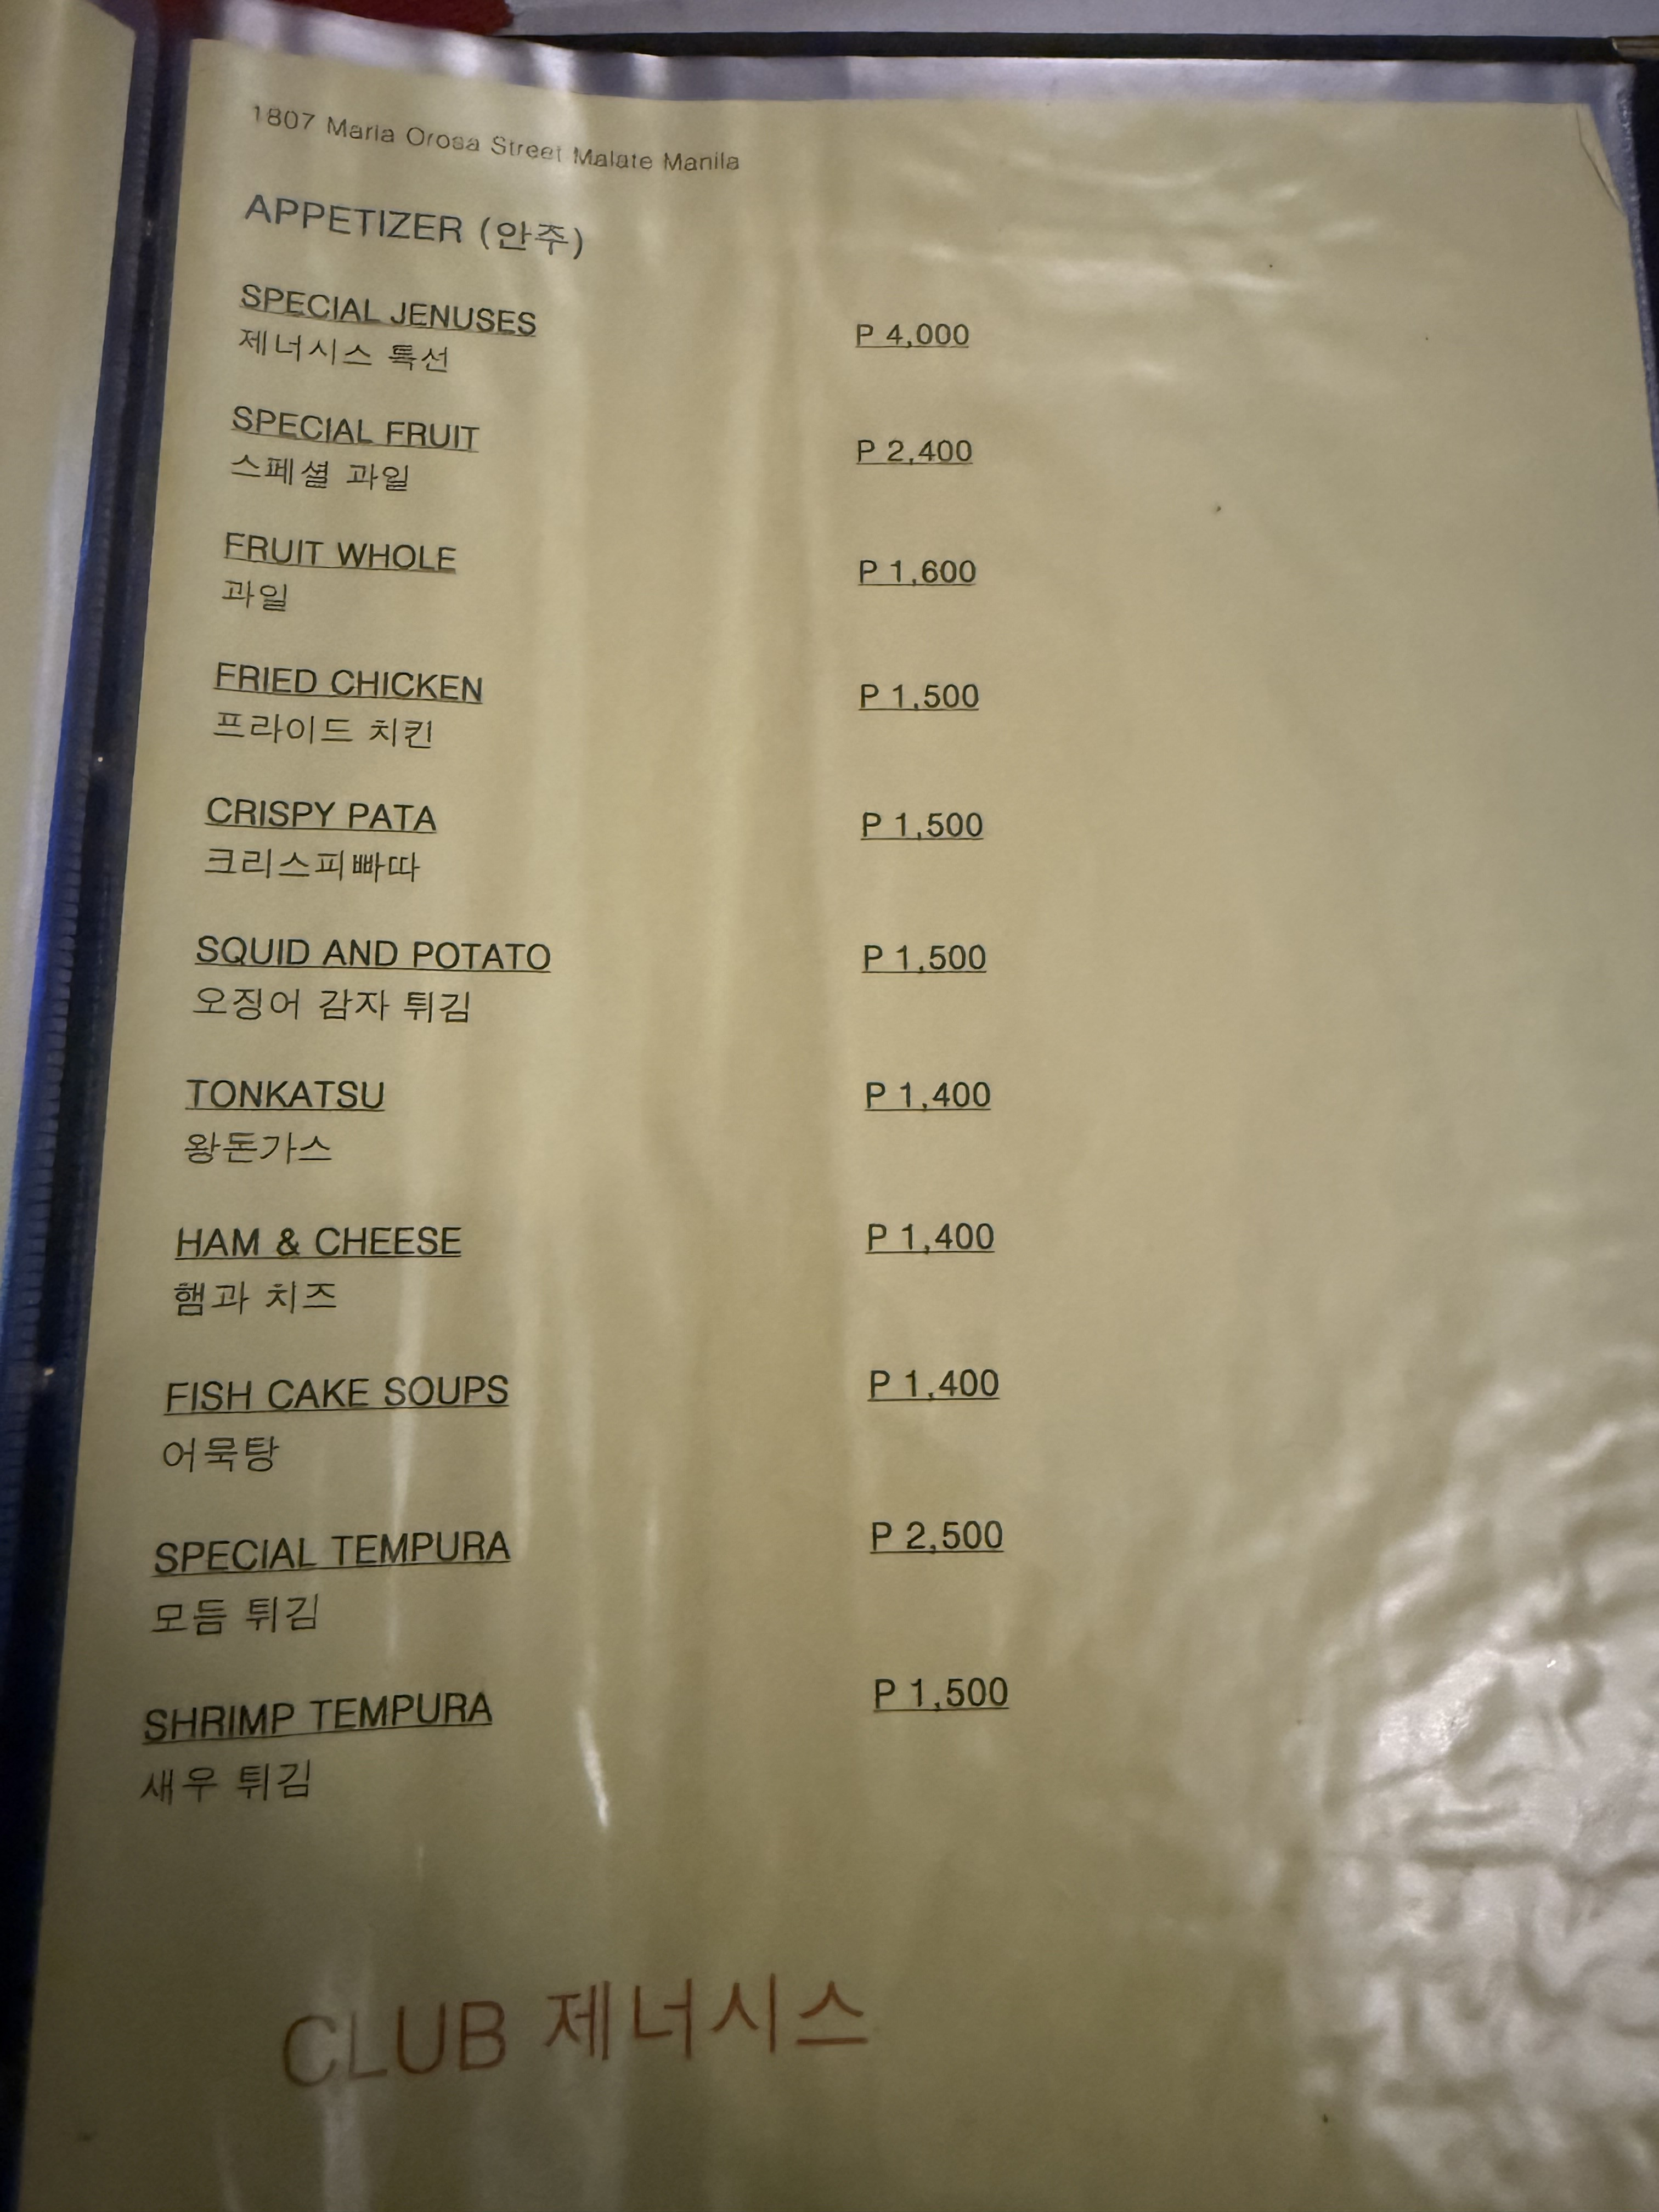 1807 Maria Orosa Street Malate Manila
APPETIZER (안주)
SPECIAL JENUSES P 4,000
제너시스 특선
SPECIAL FRUIT P 2,400
스페셜 과일
FRUIT WHOLE P 1,600
과일
FRIED CHICKEN P 1,500
프라이드 치킨
CRISPY PATA P 1,500
크리스피빠따
SQUID AND POTATO P 1,500
오징어 감자 튀김
TONKATSU P 1,400
왕돈가스
HAM & CHEESE P 1,400
햄과 치즈
FISH CAKE SOUPS P 1,400
어묵탕
SPECIAL TEMPURA P 2,500
모듬 튀김
SHRIMP TEMPURA P 1,500
새우 튀김
CLUB 제너시스